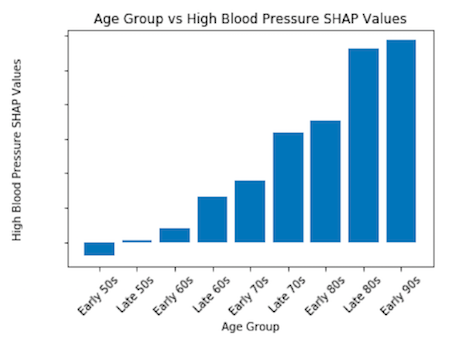 Age Group vs High Blood Pressure SHAP Values
High Blood Pressure SHAP Values
Early 50s
Late 50s
Early 60s
Late 60s
Early 70s
Late 70s
Early 80s
Late 80s
Early 90s
Age Group